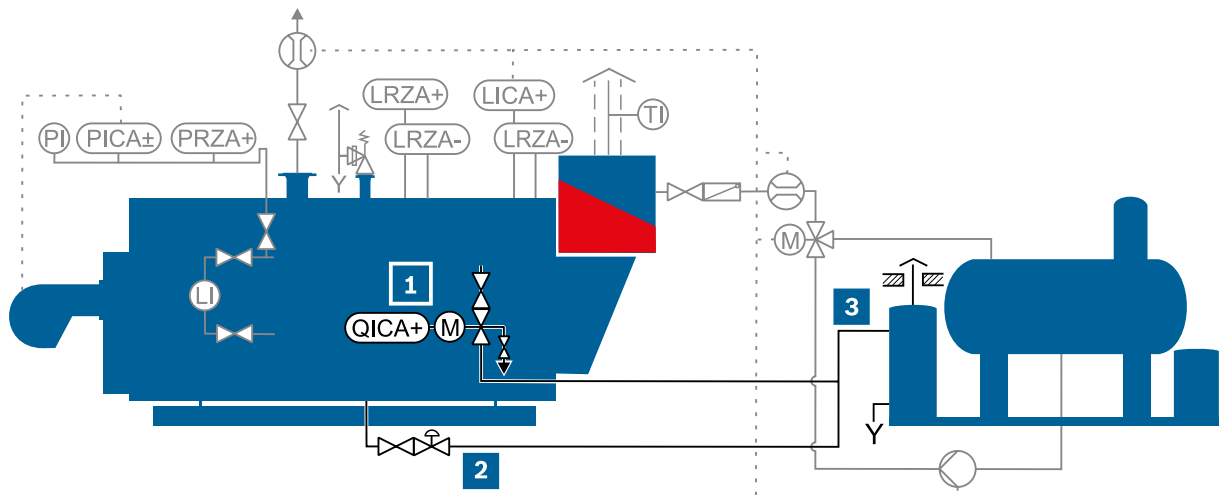 LRZA+
LICA+
TI
PI
PICA±
PRZA+
LRZA-
LRZA-
Y
M
1
LI
3
QICA+
M
Y
2